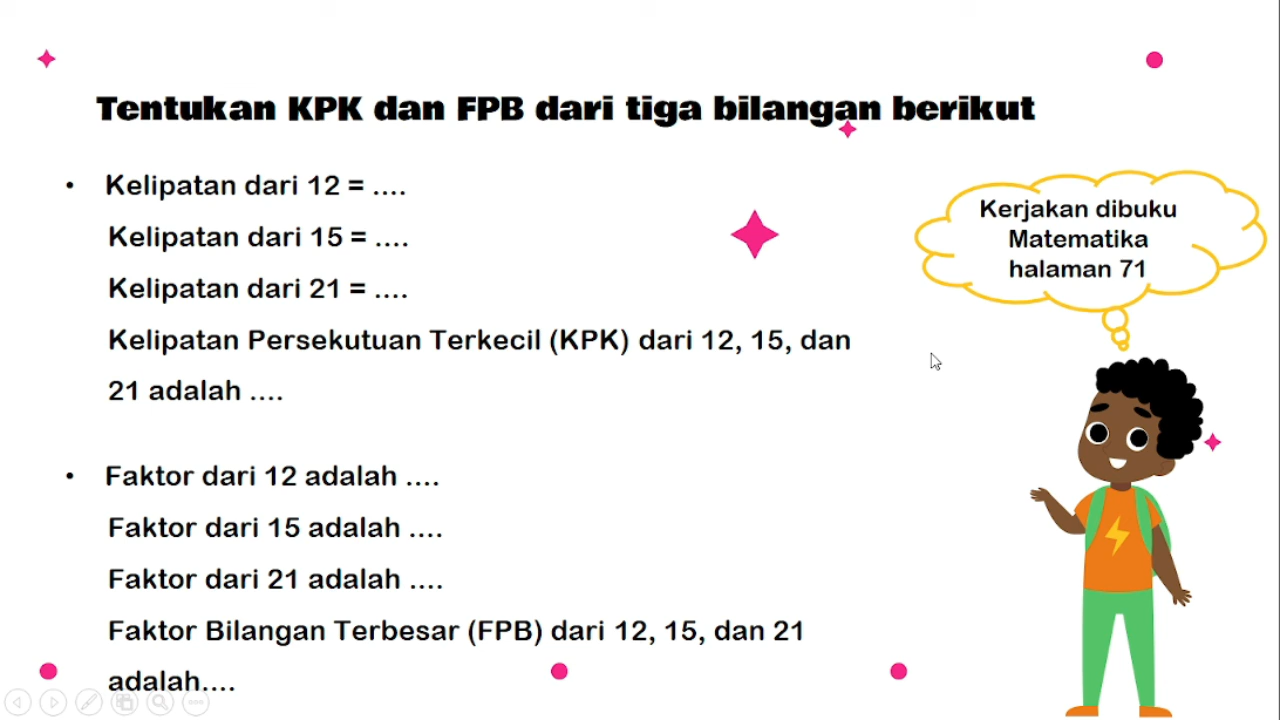 Tentukan KPK dan FPB dari tiga bilangan berikut
• Kelipatan dari 12 = ....
Kelipatan dari 15 = ....
Kelipatan dari 21 = ....
Kelipatan Persekutuan Terkecil (KPK) dari 12, 15, dan
21 adalah ....
• Faktor dari 12 adalah ....
Faktor dari 15 adalah ....
Faktor dari 21 adalah ....
Faktor Bilangan Terbesar (FPB) dari 12, 15, dan 21
adalah....
Kerjakan dibuku
Matematika
halaman 71